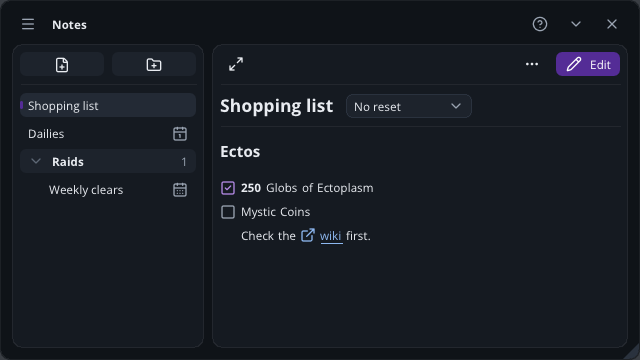 Notes
Edit
Shopping list
Dailies
Raids 1
Weekly clears
Shopping list No reset
Ectos
250 Globs of Ectoplasm
Mystic Coins
Check the wiki first.